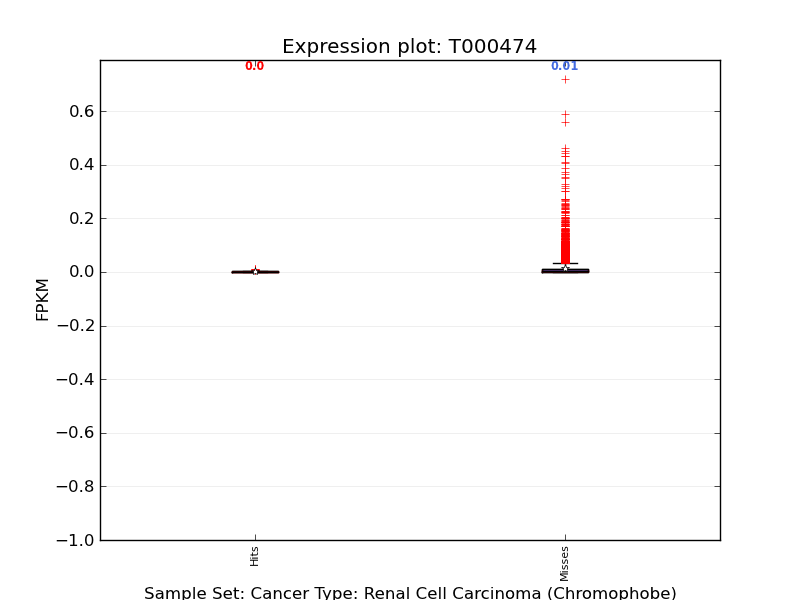 Expression plot: T000474
0.0
0.01
0.6
0.4
0.2
0.0
−0.2
−0.4
−0.6
−0.8
−1.0
FPKM
Hits
Misses
Sample Set: Cancer Type: Renal Cell Carcinoma (Chromophobe)